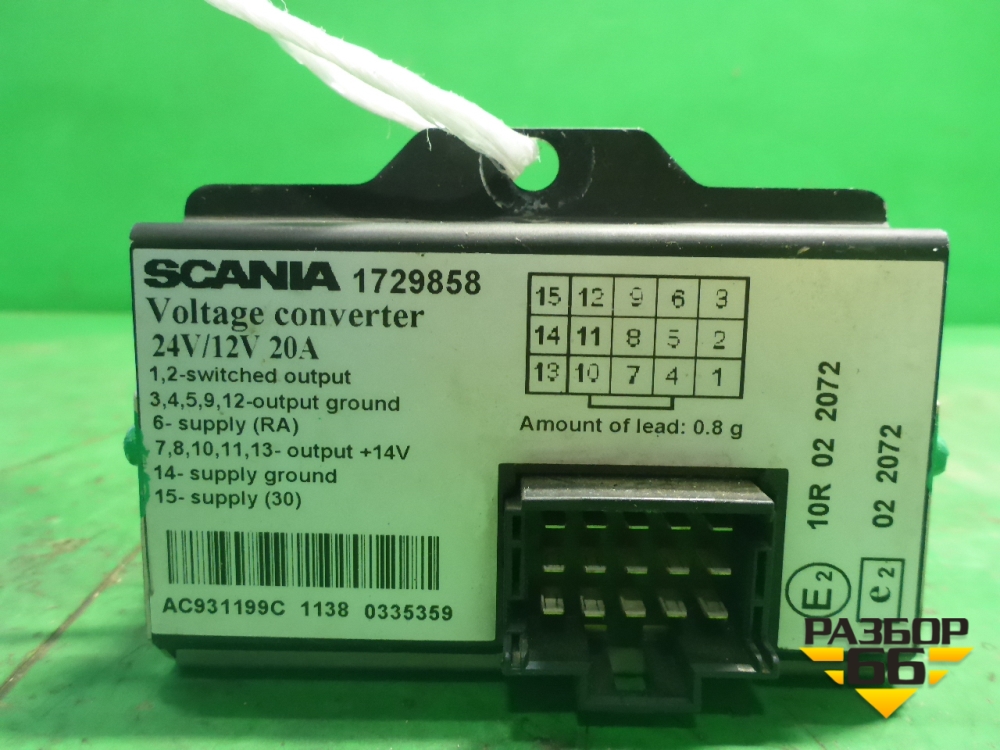 SCANIA 1729858
Voltage converter
24V/12V 20A
1,2-switched output
3,4,5,9,12-output ground
6- supply (RA)
7,8,10,11,13- output +14V
14- supply ground
15- supply (30)
AC931199C 1138 0335359
15 12 9 6 3
14 11 8 5 2
13 10 7 4 1
Amount of lead: 0.8 g
10R 02 2072
E2
02 2072
e2
РАЗБОР
66